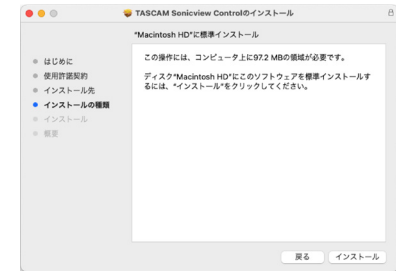 TASCAM Sonicview Controlのインストール
"Macintosh HD"に標準インストール
はじめに
使用許諾契約
インストール先
インストールの種類
インストール
概要
この操作には、コンピュータ上に97.2 MBの領域が必要です。
ディスク"Macintosh HD"にこのソフトウェアを標準インストールす
るには、"インストール"をクリックしてください。
戻る
インストール